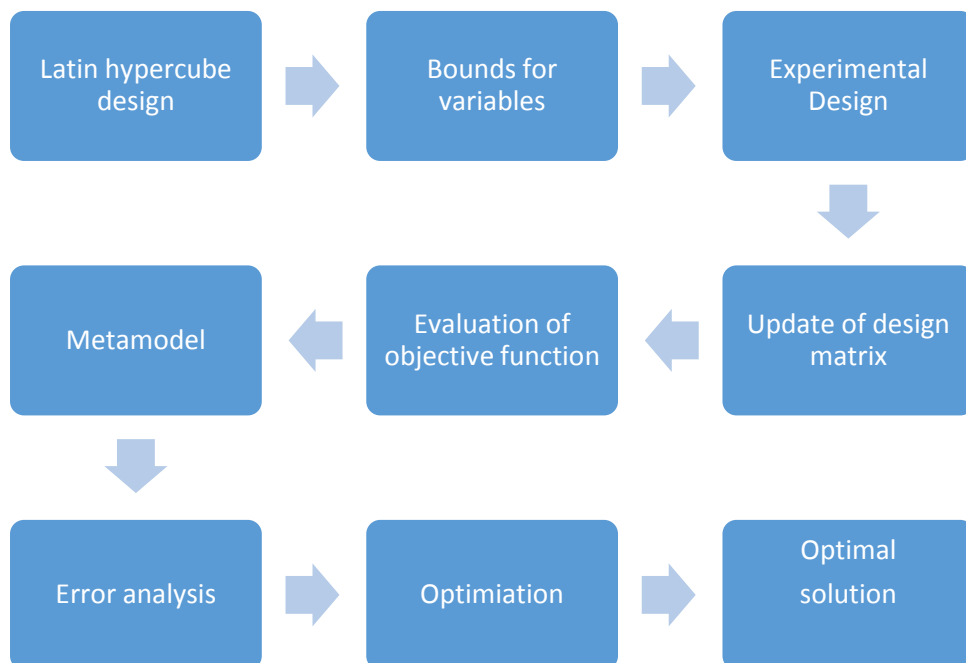 Latin hypercube
design
Bounds for
variables
Experimental
Design
Update of design
matrix
Evaluation of
objective function
Metamodel
Error analysis
Optimiation
Optimal
solution